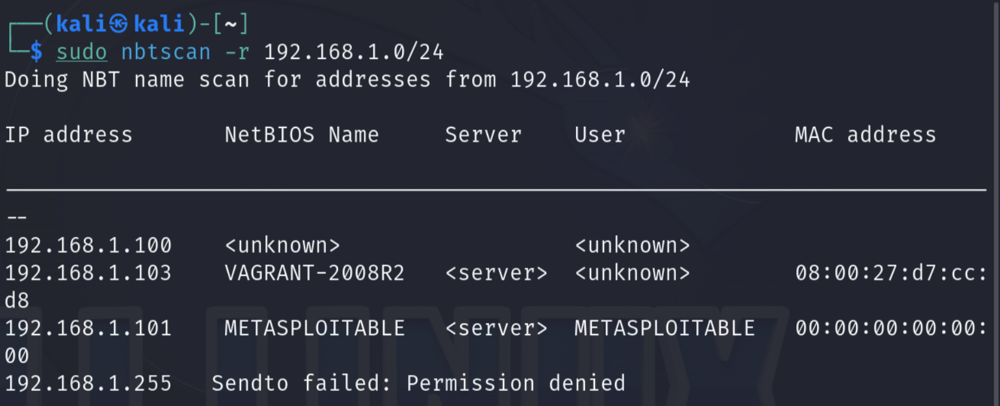 ┌──(kali㉿kali)-[~]
└─$ sudo nbtscan -r 192.168.1.0/24
Doing NBT name scan for addresses from 192.168.1.0/24
IP address       NetBIOS Name     Server    User             MAC address
--
192.168.1.100    <unknown>                  <unknown>
192.168.1.103    VAGRANT-2008R2   <server>  <unknown>        08:00:27:d7:cc:
d8
192.168.1.101    METASPLOITABLE   <server>  METASPLOITABLE   00:00:00:00:00:
00
192.168.1.255   Sendto failed: Permission denied